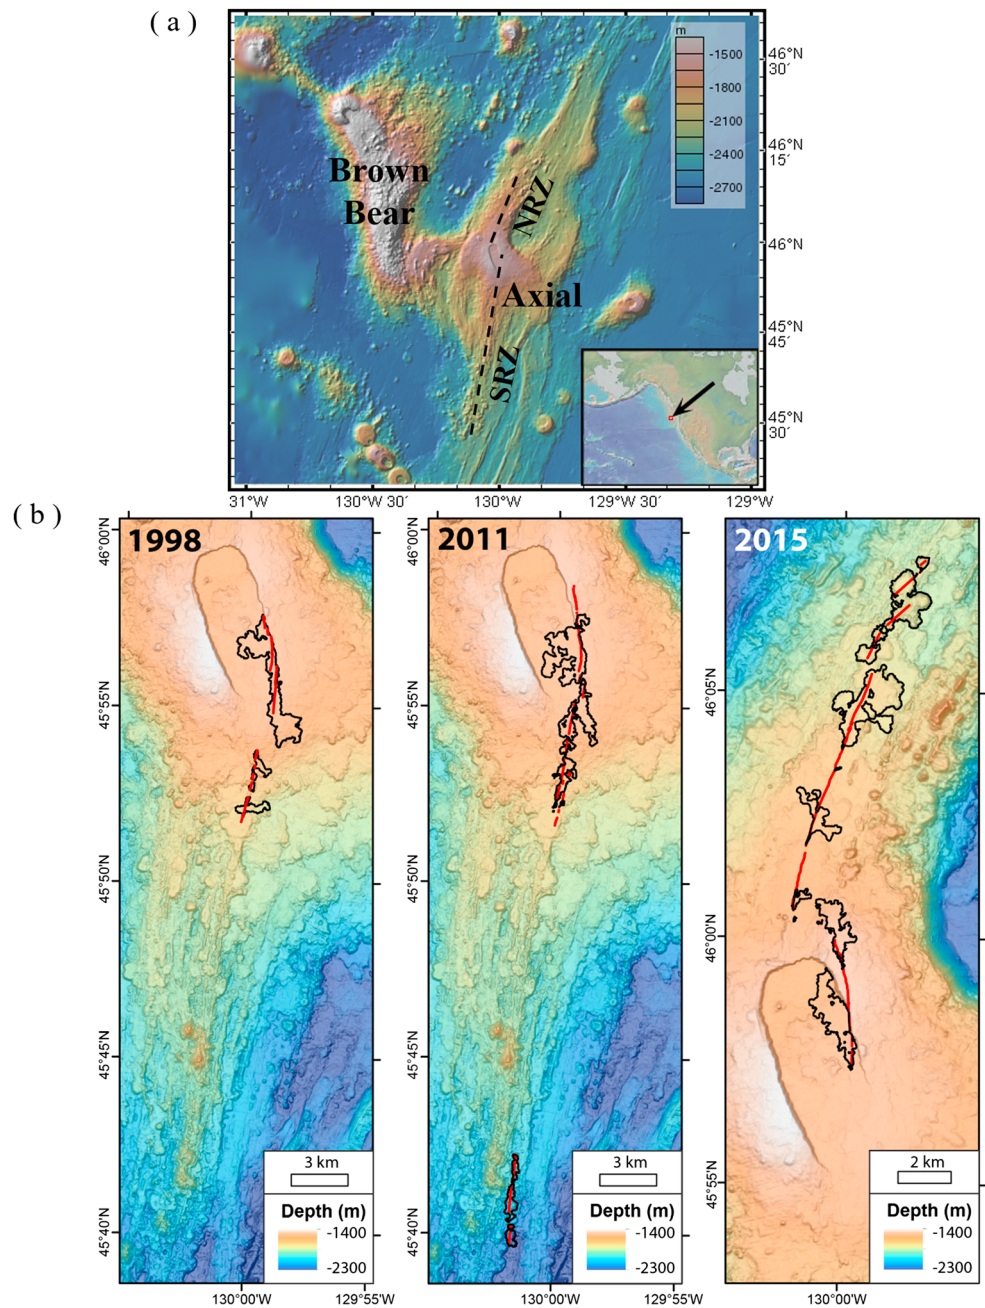 ( a )
m
-1500
-1800
-2100
-2400
-2700
46°N
30´
46°N
15´
46°N
45°N
45´
45°N
30´
Brown
Bear
NRZ
Axial
SRZ
31°W
130°W 30´
130°W
129°W 30´
129°W
( b )
1998
46°00'N
45°55'N
45°50'N
45°45'N
45°40'N
3 km
Depth (m)
-1400
-2300
130°00'W
129°55'W
2011
46°00'N
45°55'N
45°50'N
45°45'N
45°40'N
3 km
Depth (m)
-1400
-2300
130°00'W
129°55'W
2015
46°05'N
46°00'N
45°55'N
2 km
Depth (m)
-1400
-2300
130°00'W